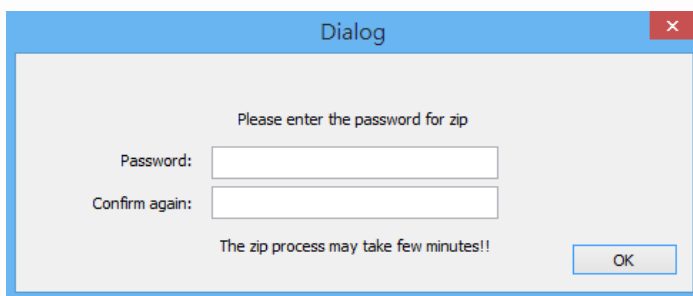 Dialog
Please enter the password for zip
Password:
Confirm again:
The zip process may take few minutes!!
OK